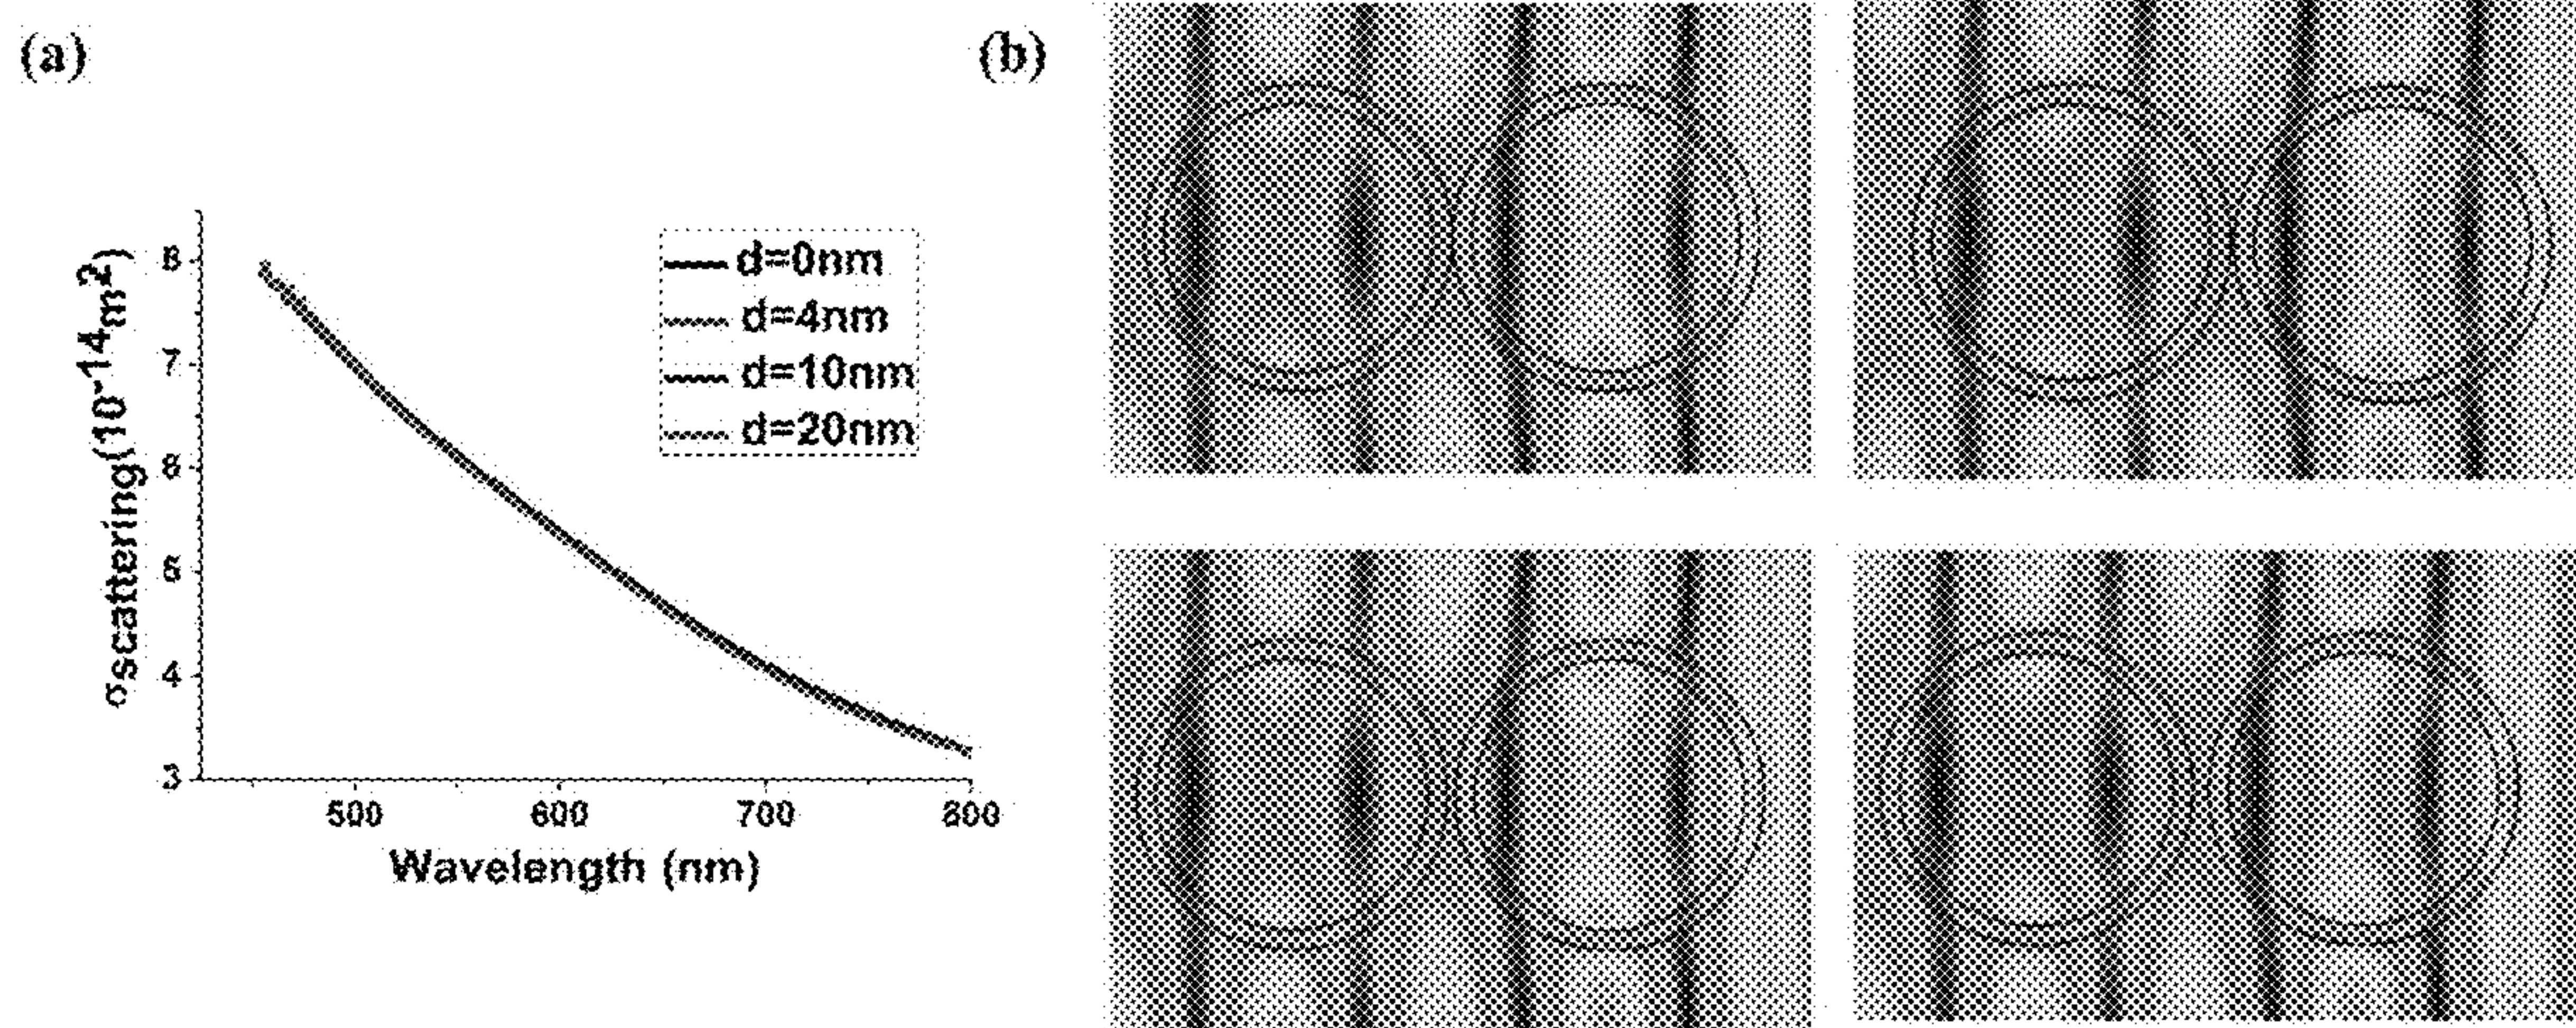 (a)
(b)
σscattering(10⁻¹⁴m²)
8
7
6
5
4
3
d=0nm
d=4nm
d=10nm
d=20nm
500 600 700 800
Wavelength (nm)